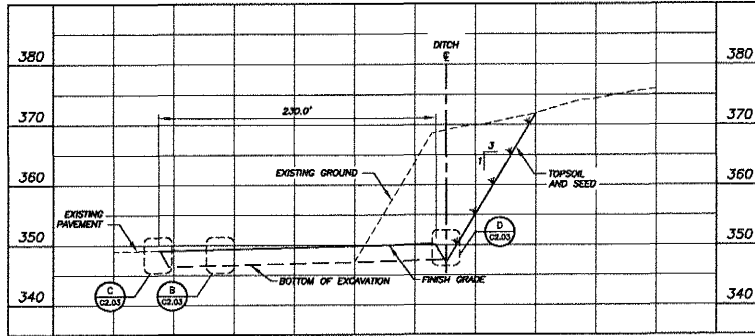 380
DITCH
℄
380
370
230.0'
370
3
1
EXISTING GROUND
TOPSOIL
AND SEED
360
360
EXISTING
PAVEMENT
D
C2.03
350
350
C
C2.03
B
C2.03
BOTTOM OF EXCAVATION
FINISH GRADE
340
340